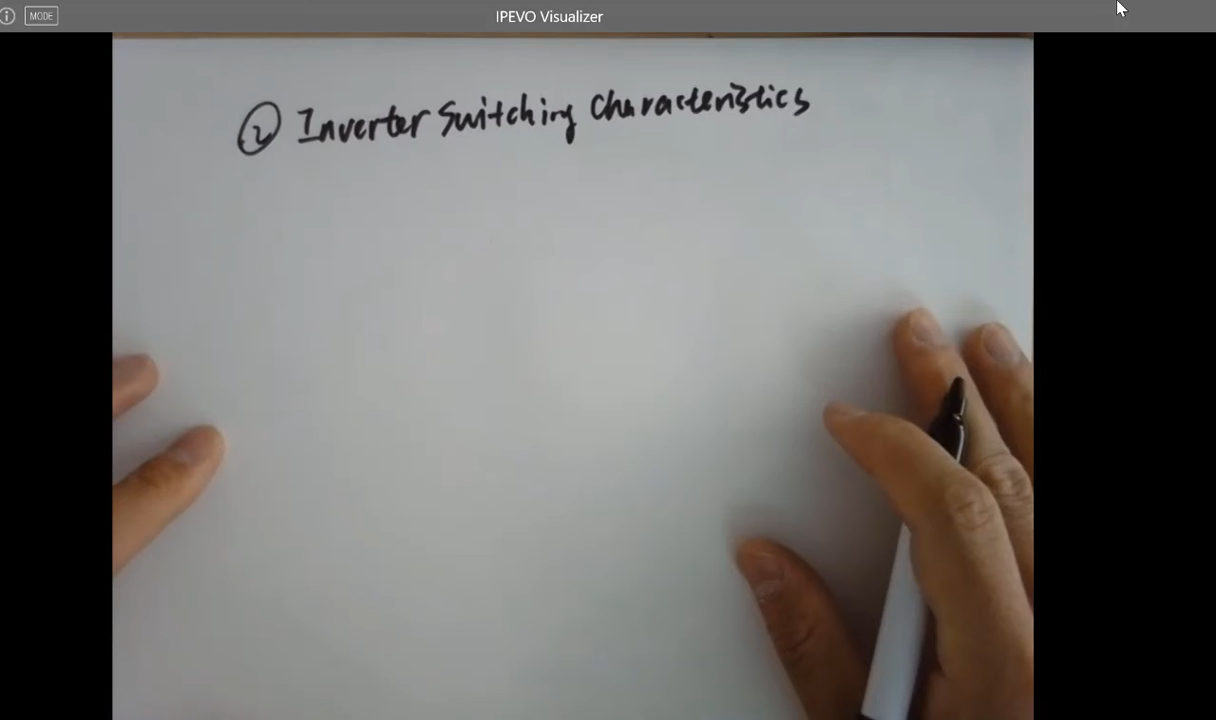 MODE
IPEVO Visualizer
② Inverter Switching Characteristics